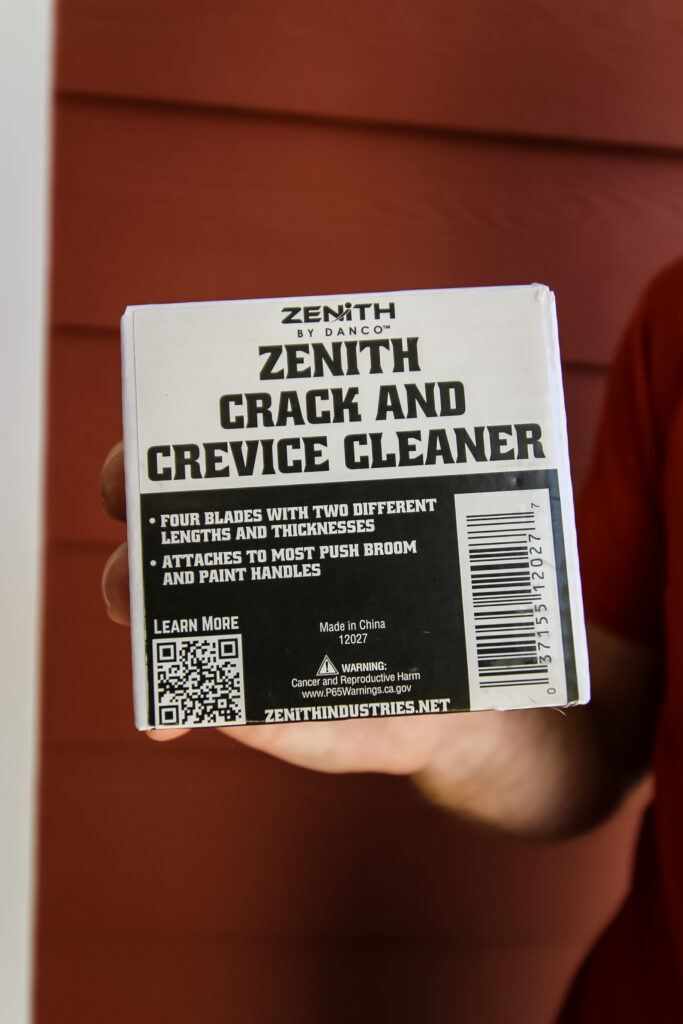 ZENITH
BY DANCO™
ZENITH
CRACK AND
CREVICE CLEANER
• FOUR BLADES WITH TWO DIFFERENT
LENGTHS AND THICKNESSES
• ATTACHES TO MOST PUSH BROOM
AND PAINT HANDLES
LEARN MORE
Made in China
12027
⚠ WARNING:
Cancer and Reproductive Harm
www.P65Warnings.ca.gov
ZENITHINDUSTRIES.NET
0 37155 12027 7